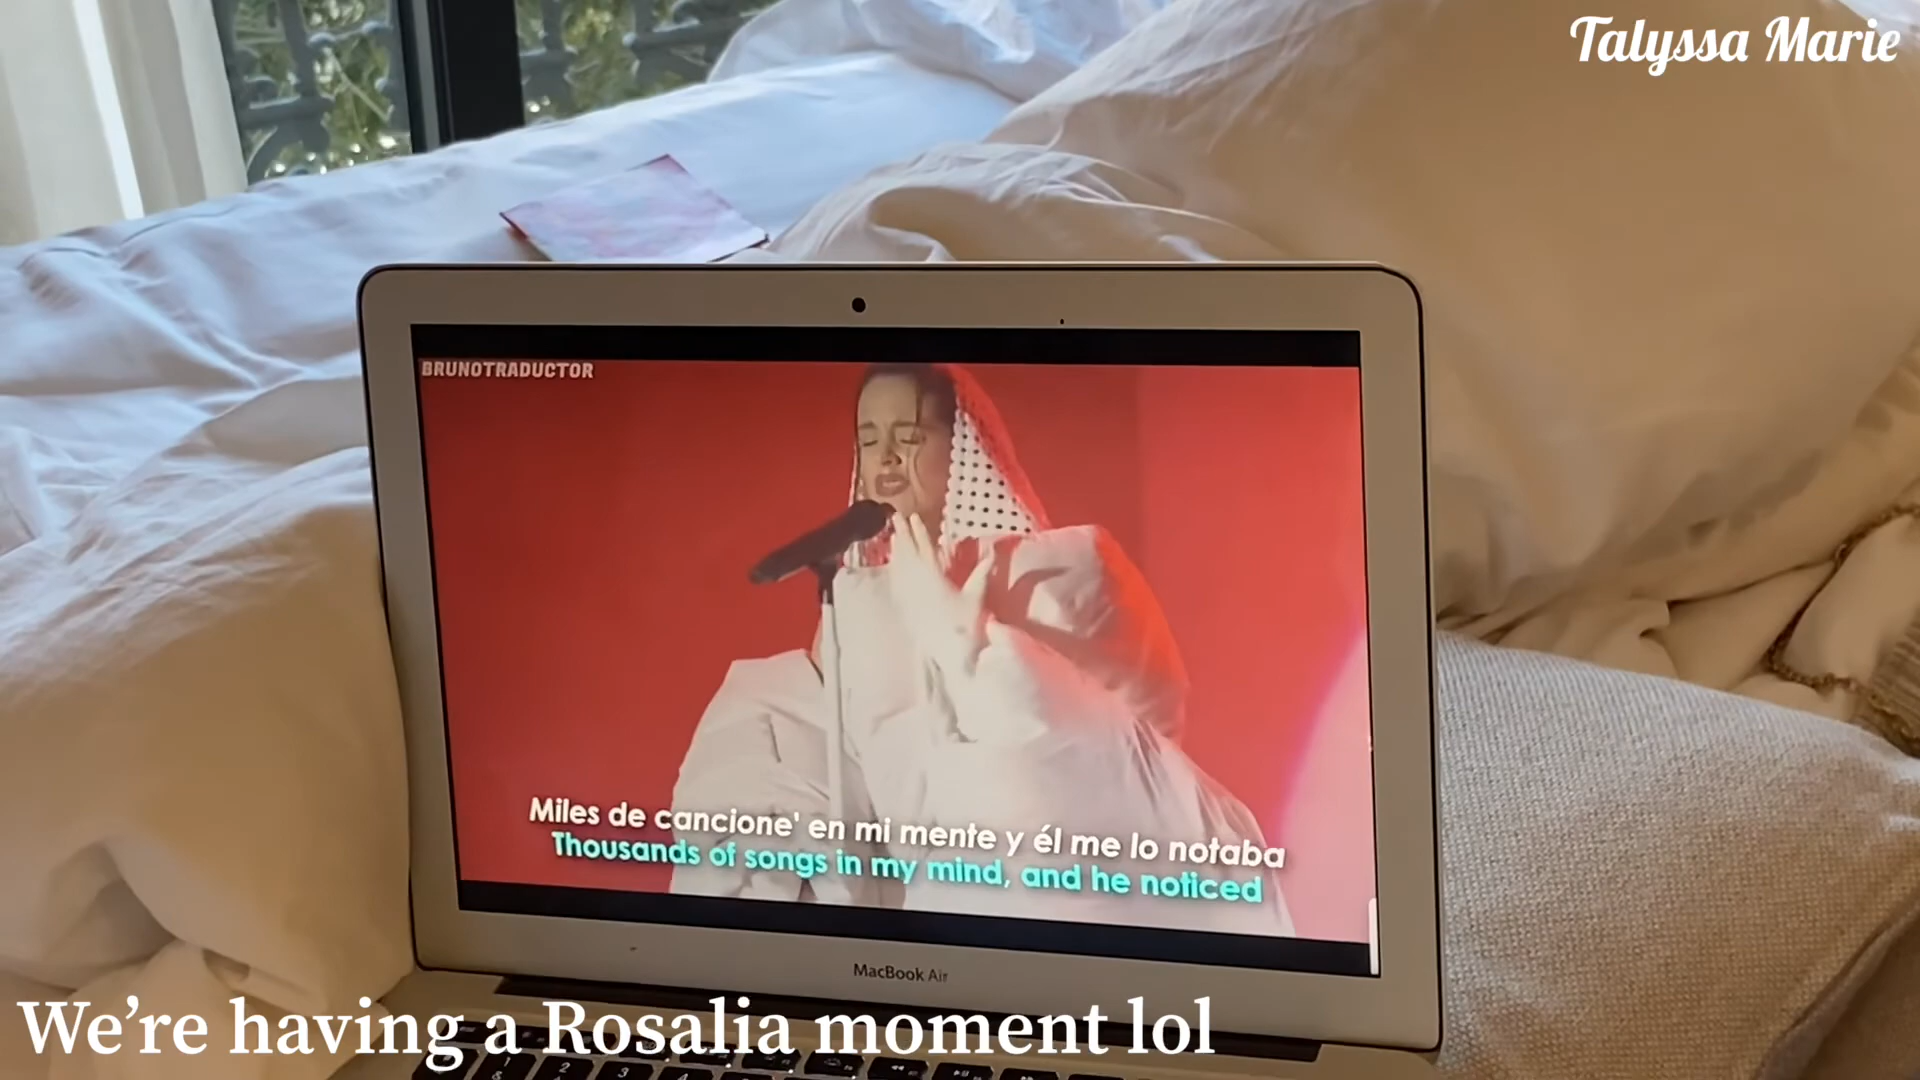 Talyssa Marie
BRUNOTRADUCTOR
Miles de cancione' en mi mente y él me lo notaba
Thousands of songs in my mind, and he noticed
MacBook Air
We're having a Rosalia moment lol